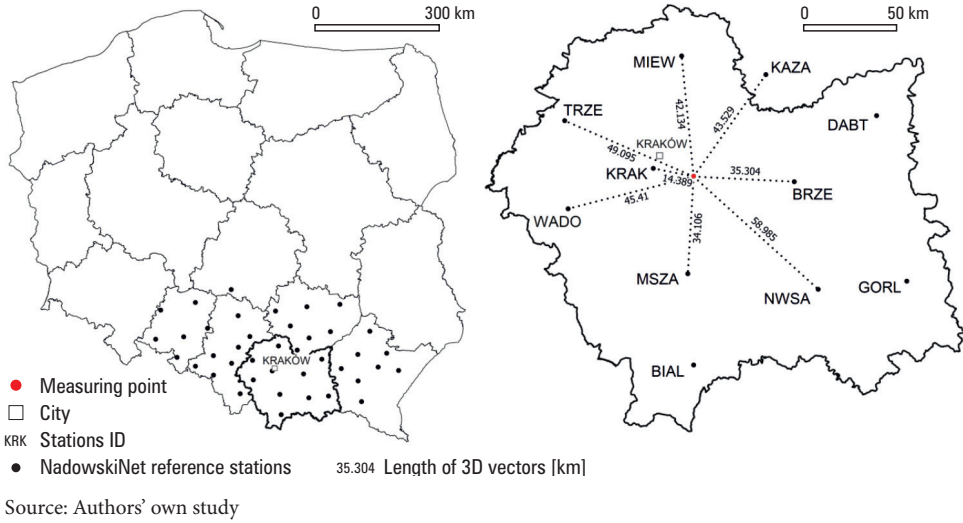 0 300 km
0 50 km
MIEW
KAZA
TRZE
DABT
42.134
43.529
KRAKÓW
49.095
KRAK
14.389
35.304
BRZE
45.41
WADO
34.106
58.985
MSZA
NWSA
GORL
BIAL
KRAKÓW
Measuring point
City
KRK Stations ID
NadowskiNet reference stations
35.304 Length of 3D vectors [km]
Source: Authors' own study